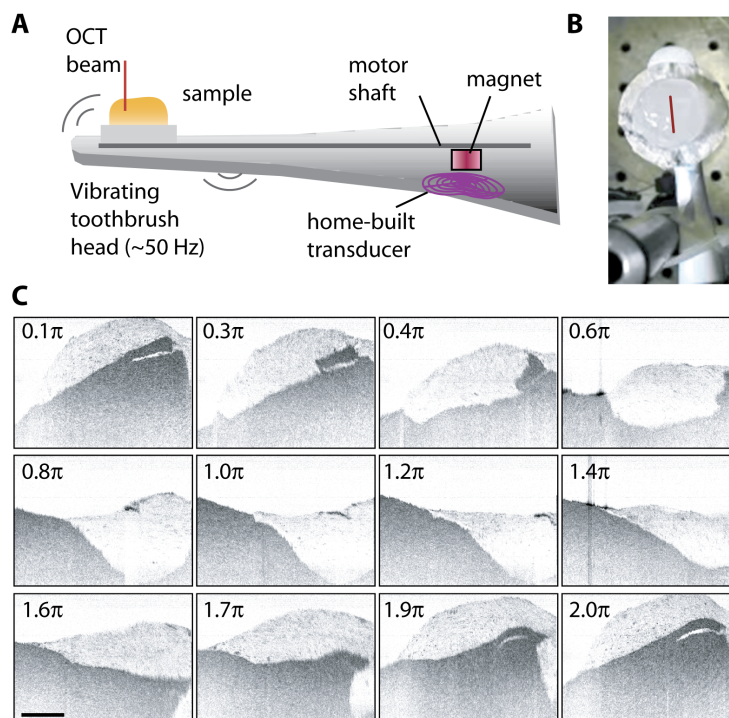 A
B
OCT
beam
sample
motor
shaft
magnet
Vibrating
toothbrush
head (~50 Hz)
home-built
transducer
C
0.1π
0.3π
0.4π
0.6π
0.8π
1.0π
1.2π
1.4π
1.6π
1.7π
1.9π
2.0π